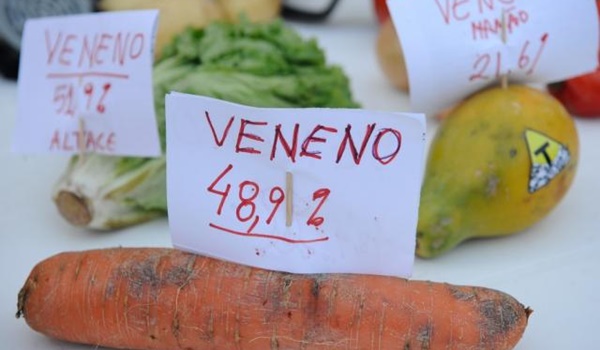 VENENO
51,9%
ALFACE
VENENO
48,9%
VENENO
MAMÃO
21,6%
T